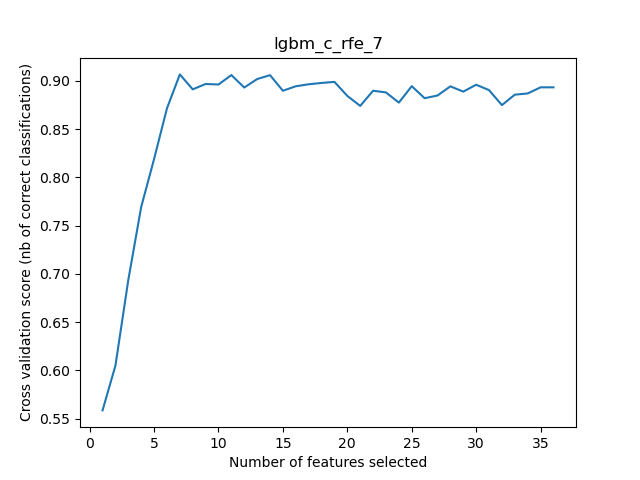 lgbm_c_rfe_7
Cross validation score (nb of correct classifications)
0.90
0.85
0.80
0.75
0.70
0.65
0.60
0.55
0 5 10 15 20 25 30 35
Number of features selected